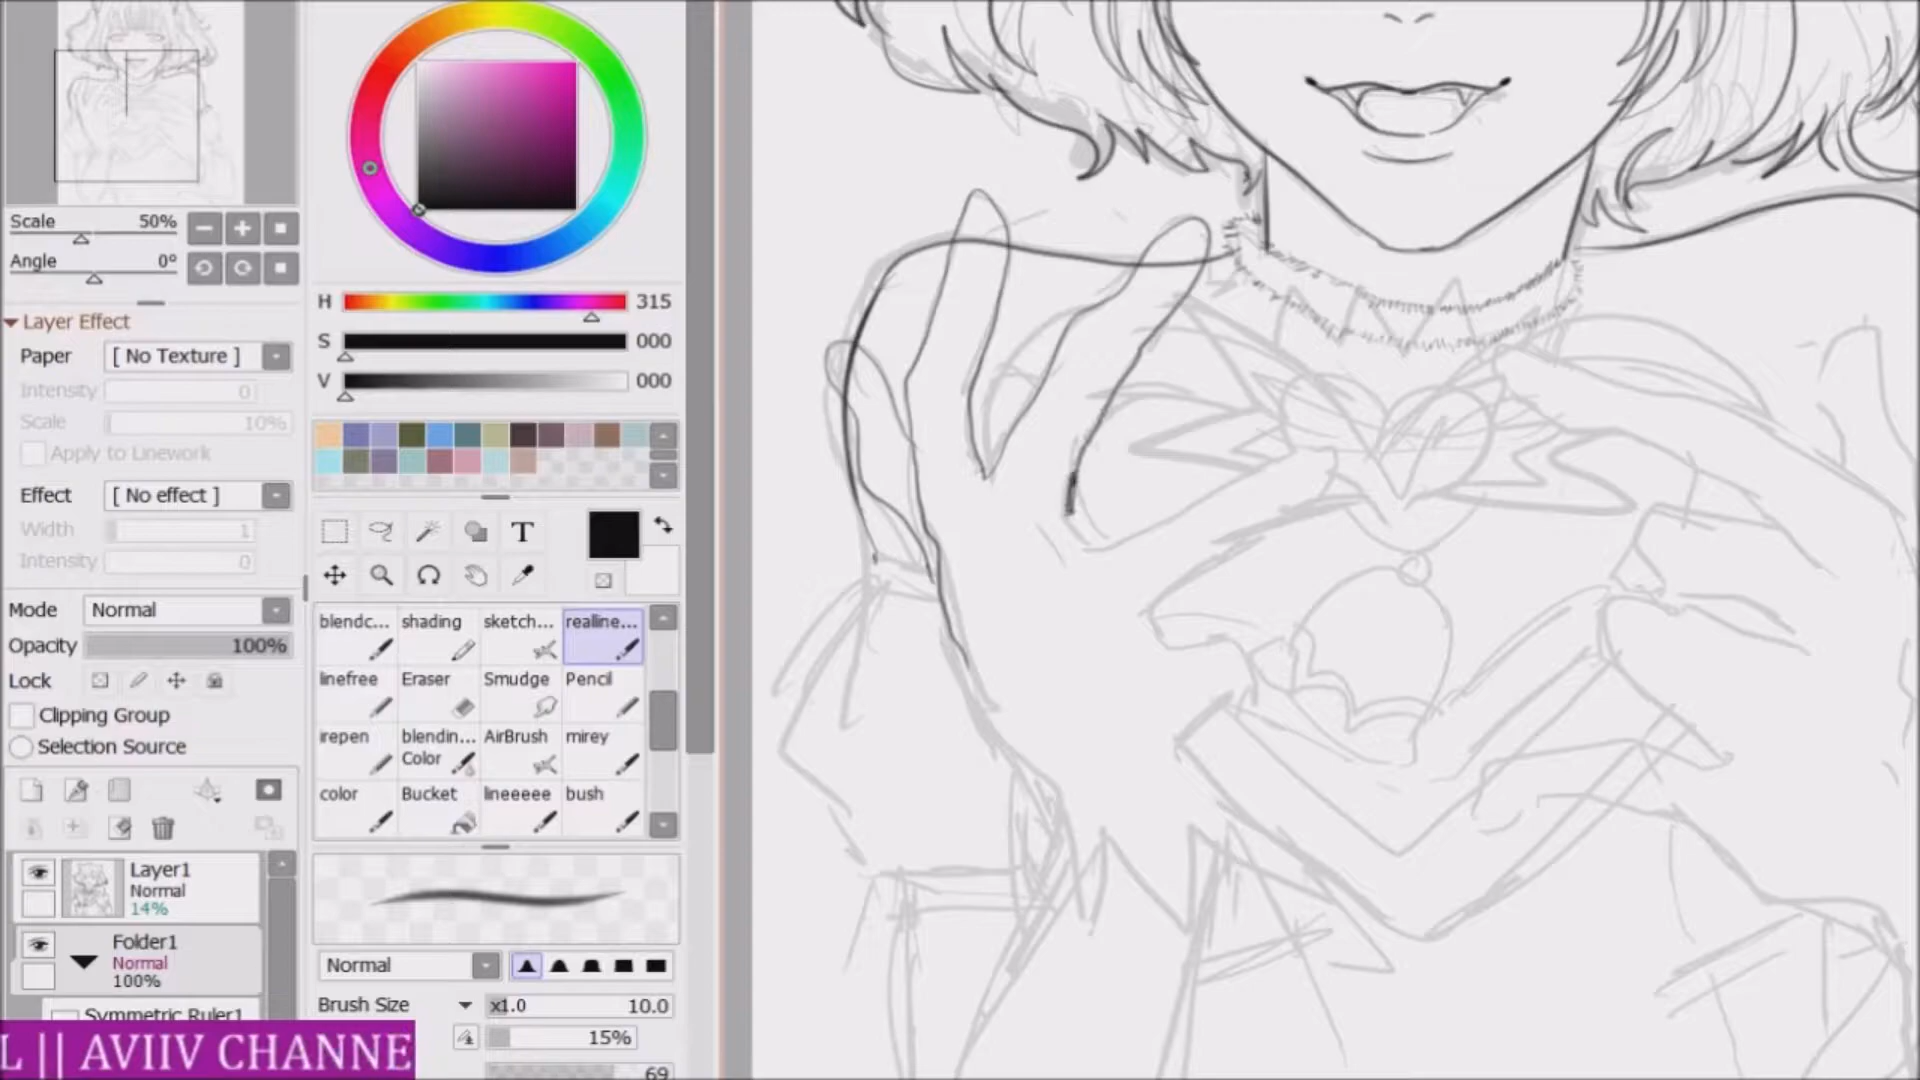 Scale 50%
Angle 0°
Layer Effect
Paper [ No Texture ]
Intensity 0
Scale 10%
Apply to Linework
Effect [ No effect ]
Width 1
Intensity 0
Mode Normal
Opacity 100%
Lock
Clipping Group
Selection Source
Layer1
Normal
14%
Folder1
Normal
100%
Symmetric Ruler1
H 315
S 000
V 000
T
blendc... shading sketch... realine...
linefree Eraser Smudge Pencil
irepen blendin... AirBrush mirey
Color
color Bucket lineeeee bush
Normal
Brush Size x1.0 10.0
15%
69
L || AVIIV CHANNE